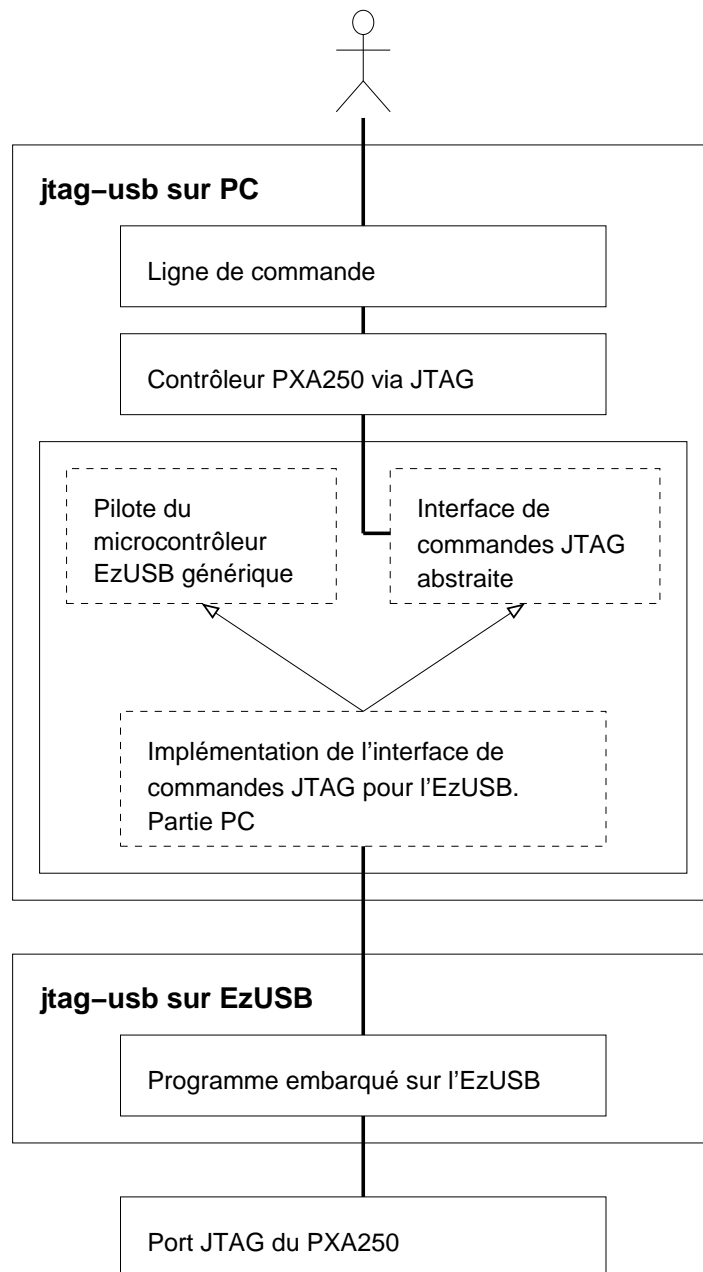 jtag−usb sur PC
Ligne de commande
Contrôleur PXA250 via JTAG
Pilote du
microcontrôleur
EzUSB générique
Interface de
commandes JTAG
abstraite
Implémentation de l'interface de
commandes JTAG pour l'EzUSB.
Partie PC
jtag−usb sur EzUSB
Programme embarqué sur l'EzUSB
Port JTAG du PXA250